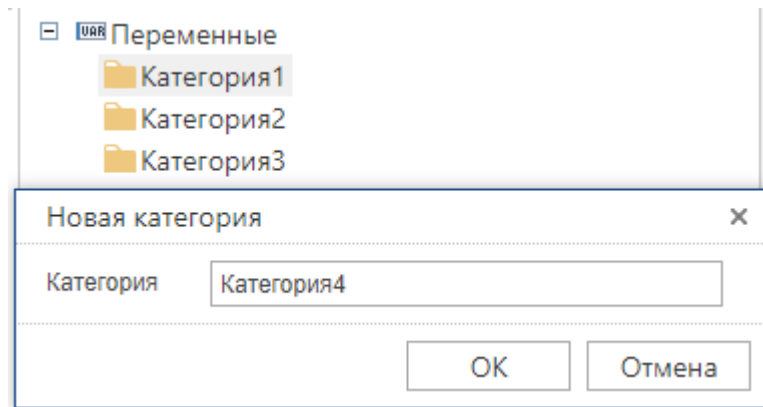 VAR Переменные
Категория1
Категория2
Категория3
Новая категория
Категория Категория4
OK Отмена